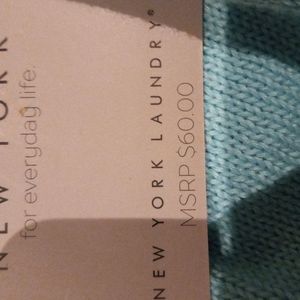 NEW YORK
for everyday life.
NEW YORK LAUNDRY®
MSRP $60.00